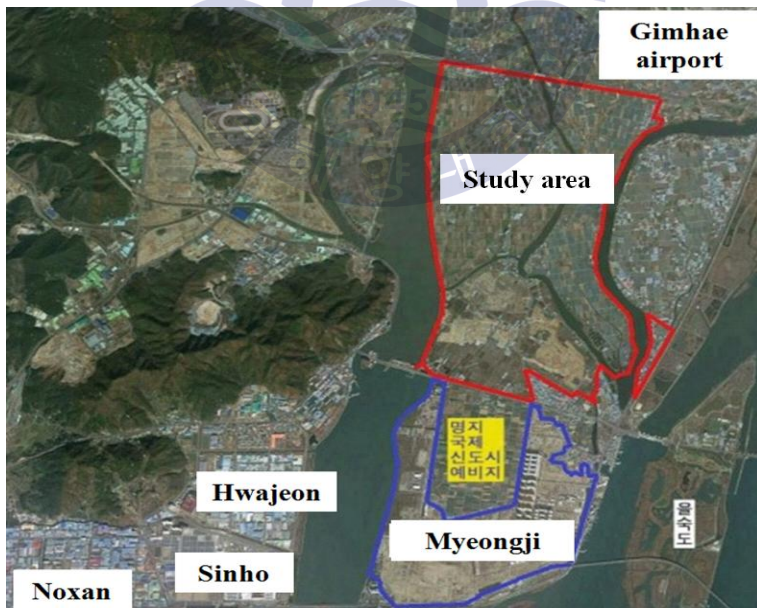 Gimhae
airport
Study area
명지
국제
신도시
예비지
Hwajeon
을숙도
Myeongji
Sinho
Noxan